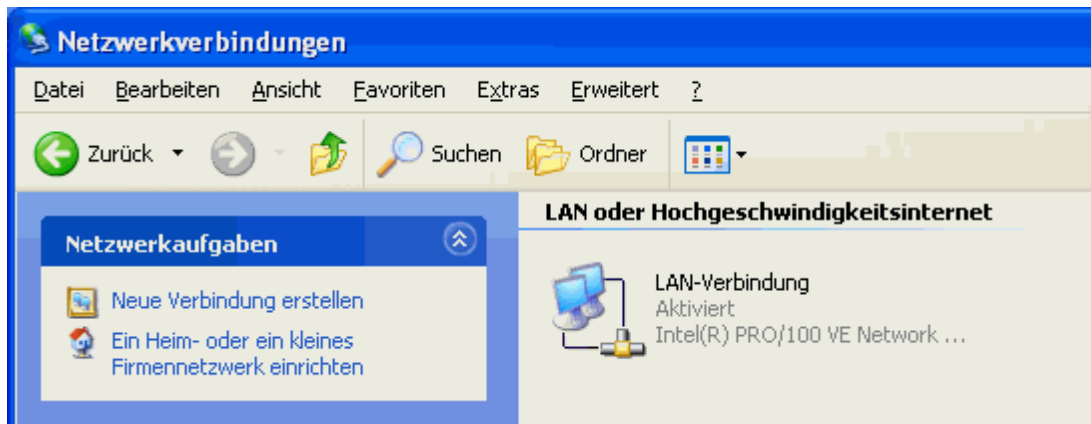 Netzwerkverbindungen
Datei Bearbeiten Ansicht Favoriten Extras Erweitert ?
Zurück Suchen Ordner
LAN oder Hochgeschwindigkeitsinternet
Netzwerkaufgaben
Neue Verbindung erstellen
Ein Heim- oder ein kleines
Firmennetzwerk einrichten
LAN-Verbindung
Aktiviert
Intel(R) PRO/100 VE Network ...